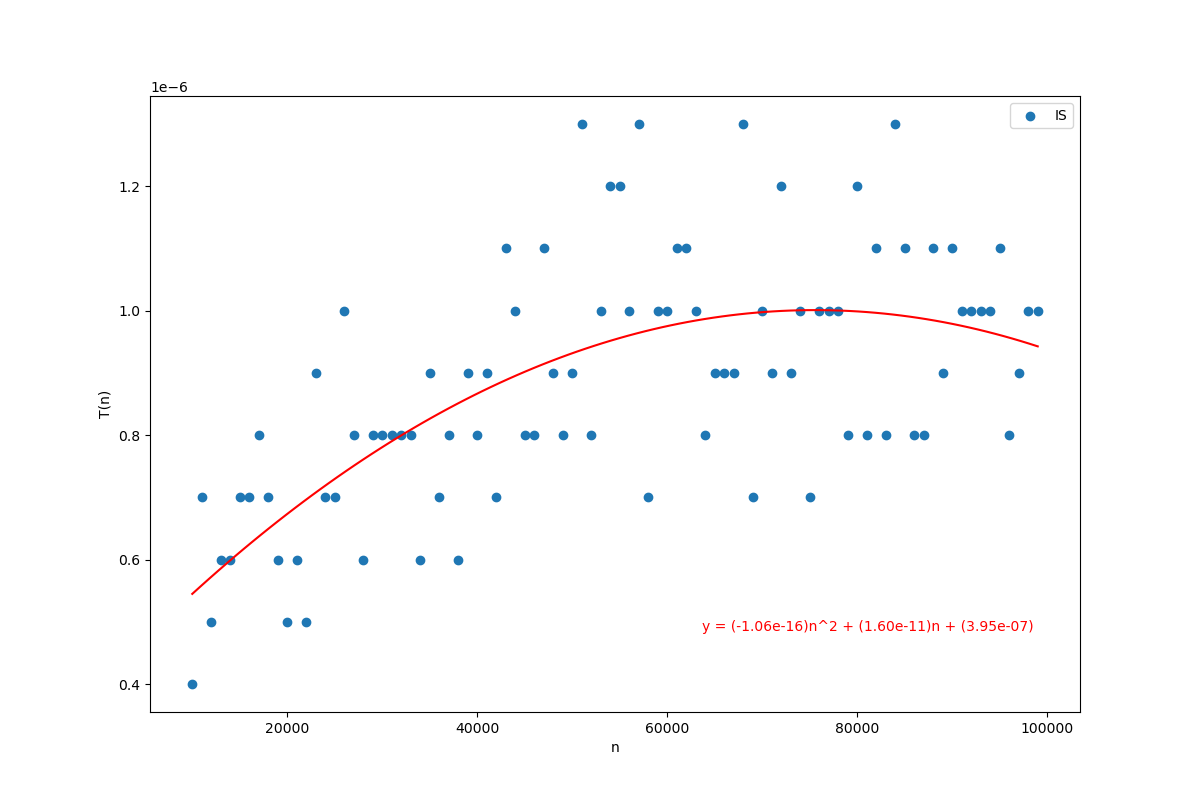 1e−6
IS
1.2
1.0
0.8
0.6
0.4
T(n)
y = (-1.06e-16)n^2 + (1.60e-11)n + (3.95e-07)
20000 40000 60000 80000 100000
n